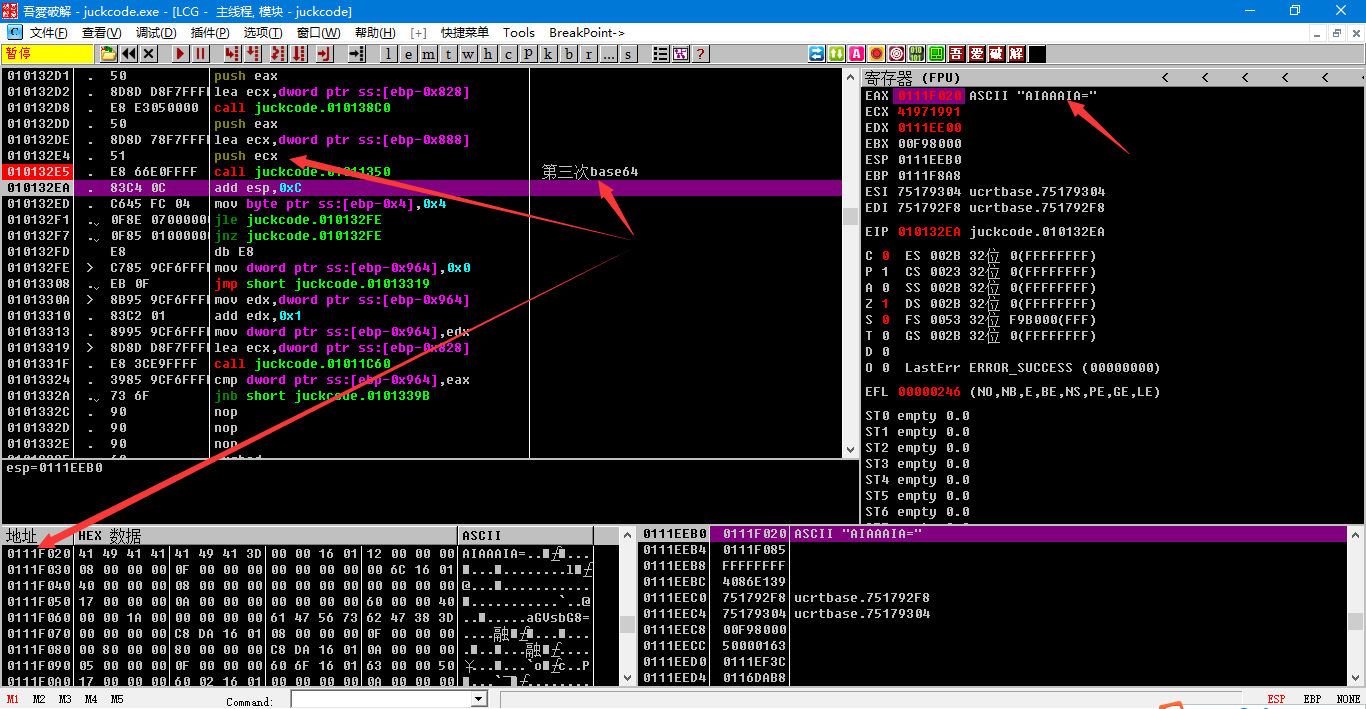 吾愛破解 - juckcode.exe - [LCG - 主线程, 模块 - juckcode]
文件(F) 查看(V) 调试(D) 插件(P) 选项(T) 窗口(W) 帮助(H) [+] 快捷菜单 Tools BreakPoint->
暂停 l e m t w h c p k b r ... s ? 吾 爱 破 解
010132D1 . 50 push eax
010132D2 . 8D8D D8F7FFFF lea ecx,dword ptr ss:[ebp-0x828]
010132D8 . E8 E3050000 call juckcode.010138C0
010132DD . 50 push eax
010132DE . 8D8D 78F7FFFF lea ecx,dword ptr ss:[ebp-0x888]
010132E4 . 51 push ecx
010132E5 . E8 66E0FFFF call juckcode.01011350 第三次base64
010132EA . 83C4 0C add esp,0xC
010132ED . C645 FC 04 mov byte ptr ss:[ebp-0x4],0x4
010132F1 .⌄ 0F8E 07000000 jle juckcode.010132FE
010132F7 .⌄ 0F85 01000000 jnz juckcode.010132FE
010132FD E8 db E8
010132FE > C785 9CF6FFFF mov dword ptr ss:[ebp-0x964],0x0
01013308 .⌄ EB 0F jmp short juckcode.01013319
0101330A > 8B95 9CF6FFFF mov edx,dword ptr ss:[ebp-0x964]
01013310 . 83C2 01 add edx,0x1
01013313 . 8995 9CF6FFFF mov dword ptr ss:[ebp-0x964],edx
01013319 > 8D8D D8F7FFFF lea ecx,dword ptr ss:[ebp-0x828]
0101331F . E8 3CE9FFFF call juckcode.01011C60
01013324 . 3985 9CF6FFFF cmp dword ptr ss:[ebp-0x964],eax
0101332A .⌄ 73 6F jnb short juckcode.0101339B
0101332C . 90 nop
0101332D . 90 nop
0101332E . 90 nop
esp=0111EEB0
寄存器 (FPU) < < < < <
EAX 0111F020 ASCII "AIAAAIA="
ECX 41971991
EDX 0111EE00
EBX 00F98000
ESP 0111EEB0
EBP 0111F8A8
ESI 75179304 ucrtbase.75179304
EDI 751792F8 ucrtbase.751792F8
EIP 010132EA juckcode.010132EA
C 0 ES 002B 32位 0(FFFFFFFF)
P 1 CS 0023 32位 0(FFFFFFFF)
A 0 SS 002B 32位 0(FFFFFFFF)
Z 1 DS 002B 32位 0(FFFFFFFF)
S 0 FS 0053 32位 F9B000(FFF)
T 0 GS 002B 32位 0(FFFFFFFF)
D 0
O 0 LastErr ERROR_SUCCESS (00000000)
EFL 00000246 (NO,NB,E,BE,NS,PE,GE,LE)
ST0 empty 0.0
ST1 empty 0.0
ST2 empty 0.0
ST3 empty 0.0
ST4 empty 0.0
ST5 empty 0.0
ST6 empty 0.0
地址 HEX 数据 ASCII
0111F020 41 49 41 41 41 49 41 3D 00 00 16 01 12 00 00 00 AIAAAIA=
0111F030 08 00 00 00 0F 00 00 00 00 00 00 00 00 6C 16 01
0111F040 40 00 00 00 08 00 00 00 00 00 00 00 00 00 00 00
0111F050 17 00 00 00 0A 00 00 00 00 00 00 00 60 00 00 40
0111F060 00 00 1A 00 00 00 00 00 61 47 56 73 62 47 38 3D aGVsbG8=
0111F070 00 00 00 00 C8 DA 16 01 08 00 00 00 0F 00 00 00
0111F080 00 80 00 00 80 00 00 00 C8 DA 16 01 0A 00 00 00
0111F090 05 00 00 00 0F 00 00 00 60 6F 16 01 63 00 00 50
0111F0A0 17 00 00 00 60 02 16 01 00 00 00 00 0A 00 00 00
0111EEB0 0111F020 ASCII "AIAAAIA="
0111EEB4 0111F085
0111EEB8 FFFFFFFF
0111EEBC 4086E139
0111EEC0 751792F8 ucrtbase.751792F8
0111EEC4 75179304 ucrtbase.75179304
0111EEC8 00F98000
0111EECC 50000163
0111EED0 0111EF3C
0111EED4 0116DAB8
M1 M2 M3 M4 M5 Command: ESP EBP NONE